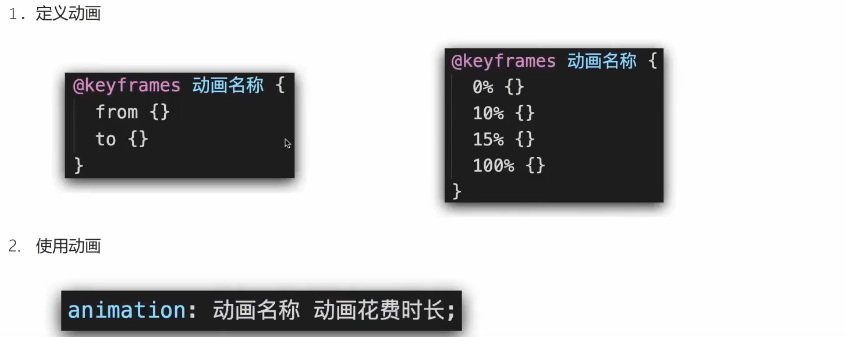 1. 定义动画
@keyframes 动画名称 {
from {}
to {}
}
@keyframes 动画名称 {
0% {}
10% {}
15% {}
100% {}
}
2. 使用动画
animation: 动画名称 动画花费时长;